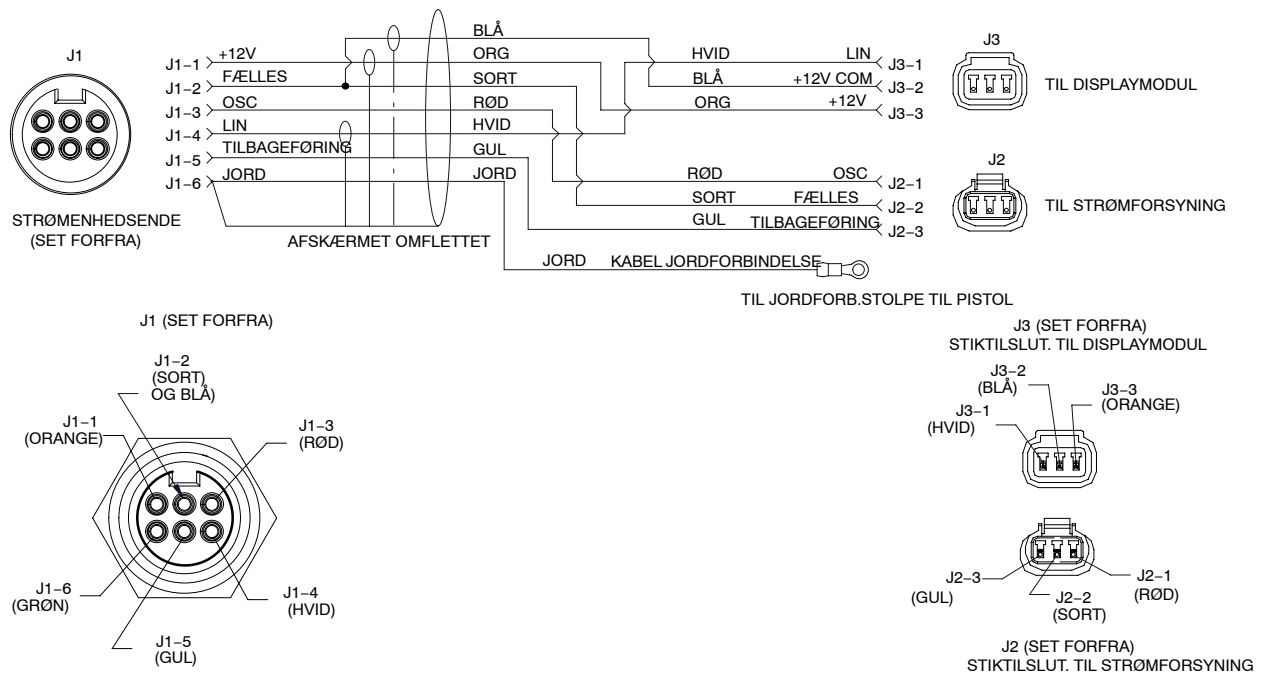 J1
STRØMENHEDSENDE
(SET FORFRA)
J1-1 +12V
J1-2 FÆLLES
J1-3 OSC
J1-4 LIN
J1-5 TILBAGEFØRING
J1-6 JORD
BLÅ
ORG
SORT
RØD
HVID
GUL
JORD
AFSKÆRMET OMFLETTET
HVID LIN J3-1
BLÅ +12V COM J3-2
ORG +12V J3-3
J3
TIL DISPLAYMODUL
RØD OSC J2-1
SORT FÆLLES J2-2
GUL TILBAGEFØRING J2-3
J2
TIL STRØMFORSYNING
JORD KABEL JORDFORBINDELSE
TIL JORDFORB.STOLPE TIL PISTOL
J1 (SET FORFRA)
J1-2
(SORT)
OG BLÅ)
J1-1
(ORANGE)
J1-3
(RØD)
J1-6
(GRØN)
J1-4
(HVID)
J1-5
(GUL)
J3 (SET FORFRA)
STIKTILSLUT. TIL DISPLAYMODUL
J3-2
(BLÅ)
J3-3
(ORANGE)
J3-1
(HVID)
J2-3
(GUL)
J2-2
(SORT)
J2-1
(RØD)
J2 (SET FORFRA)
STIKTILSLUT. TIL STRØMFORSYNING